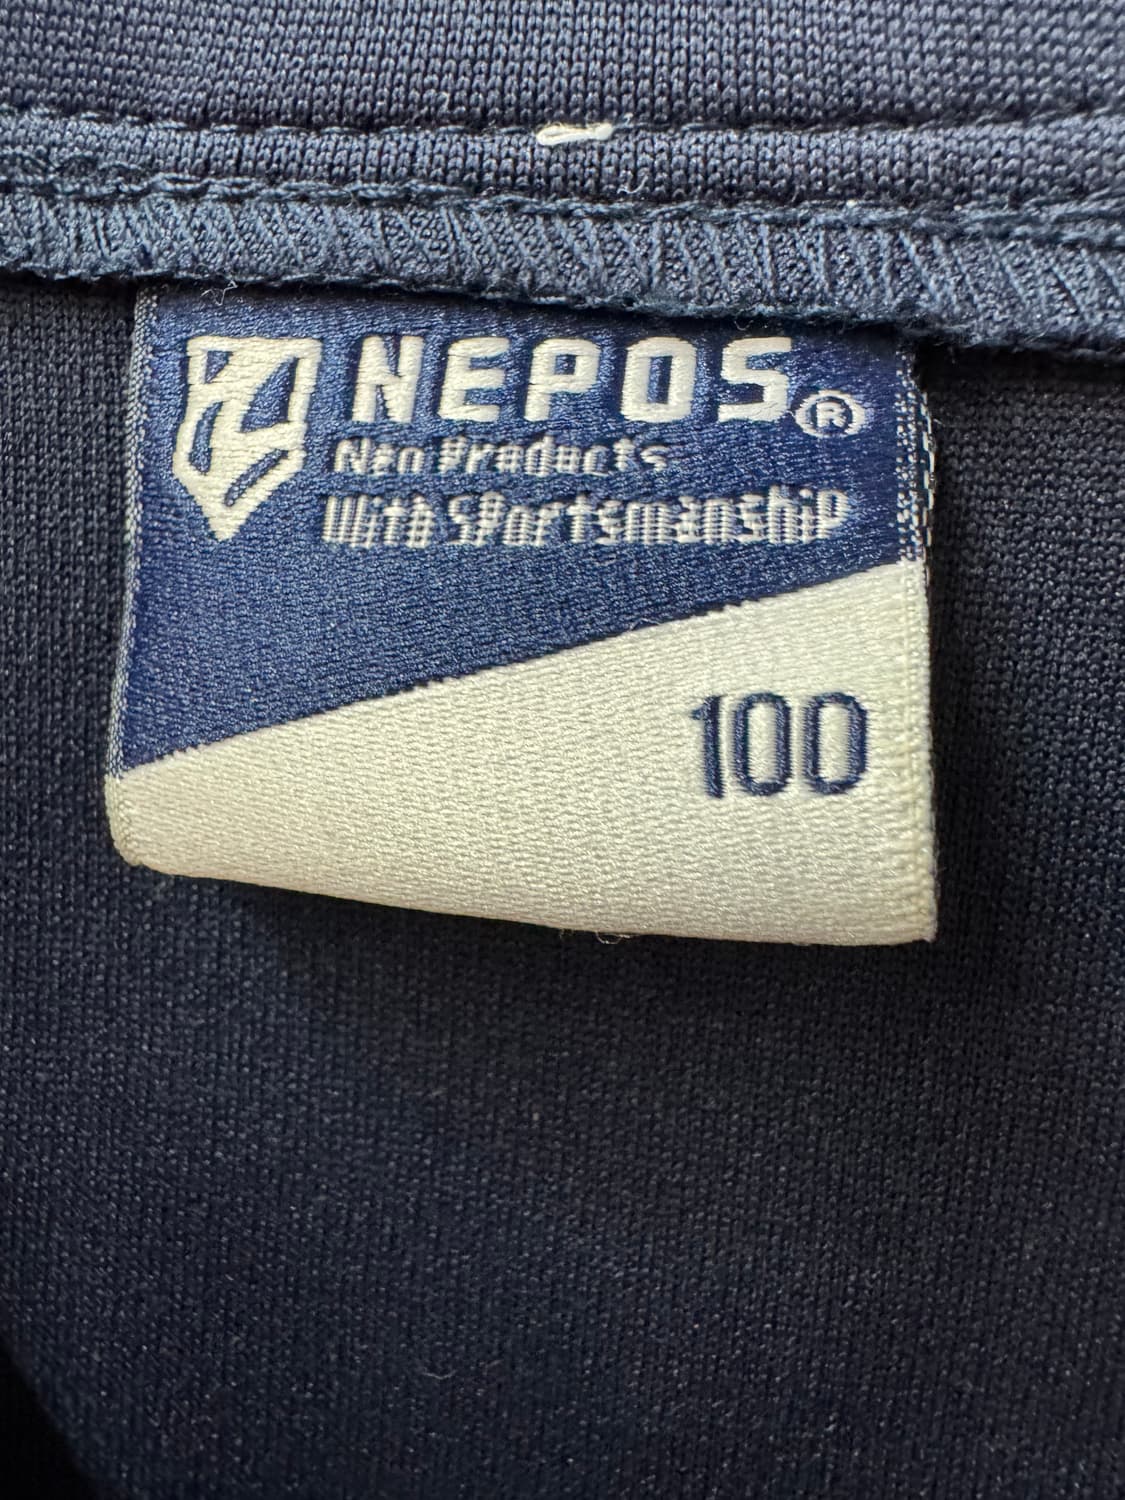 NEPOS®
Neo Products
With Sportsmanship
100